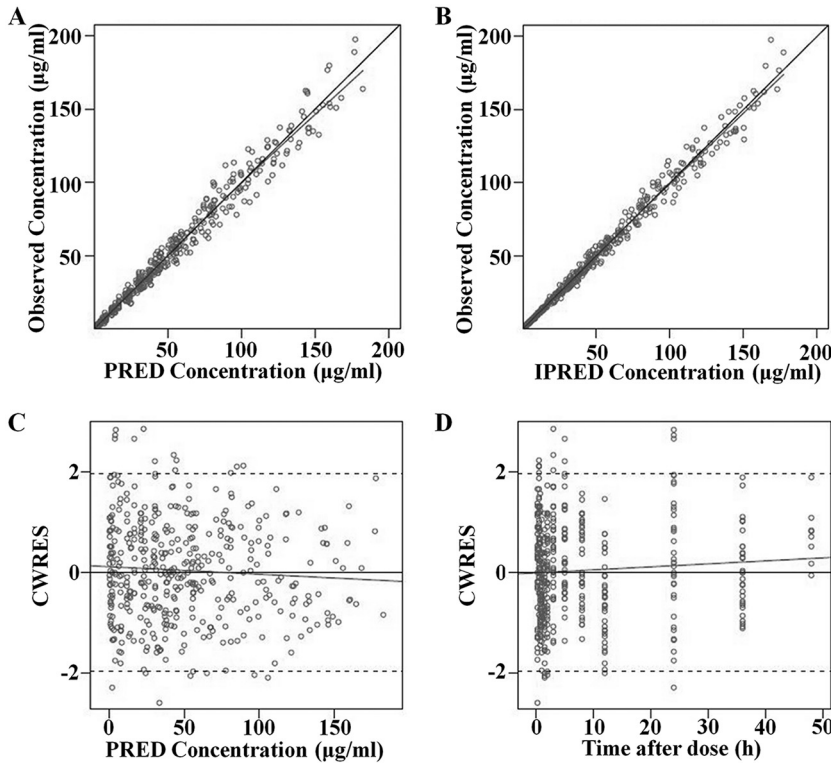 A
Observed Concentration (μg/ml)
200
150
100
50
50 100 150 200
PRED Concentration (μg/ml)
B
Observed Concentration (μg/ml)
200
150
100
50
50 100 150 200
IPRED Concentration (μg/ml)
C
CWRES
2
0
-2
0 50 100 150
PRED Concentration (μg/ml)
D
CWRES
2
0
-2
0 10 20 30 40 50
Time after dose (h)